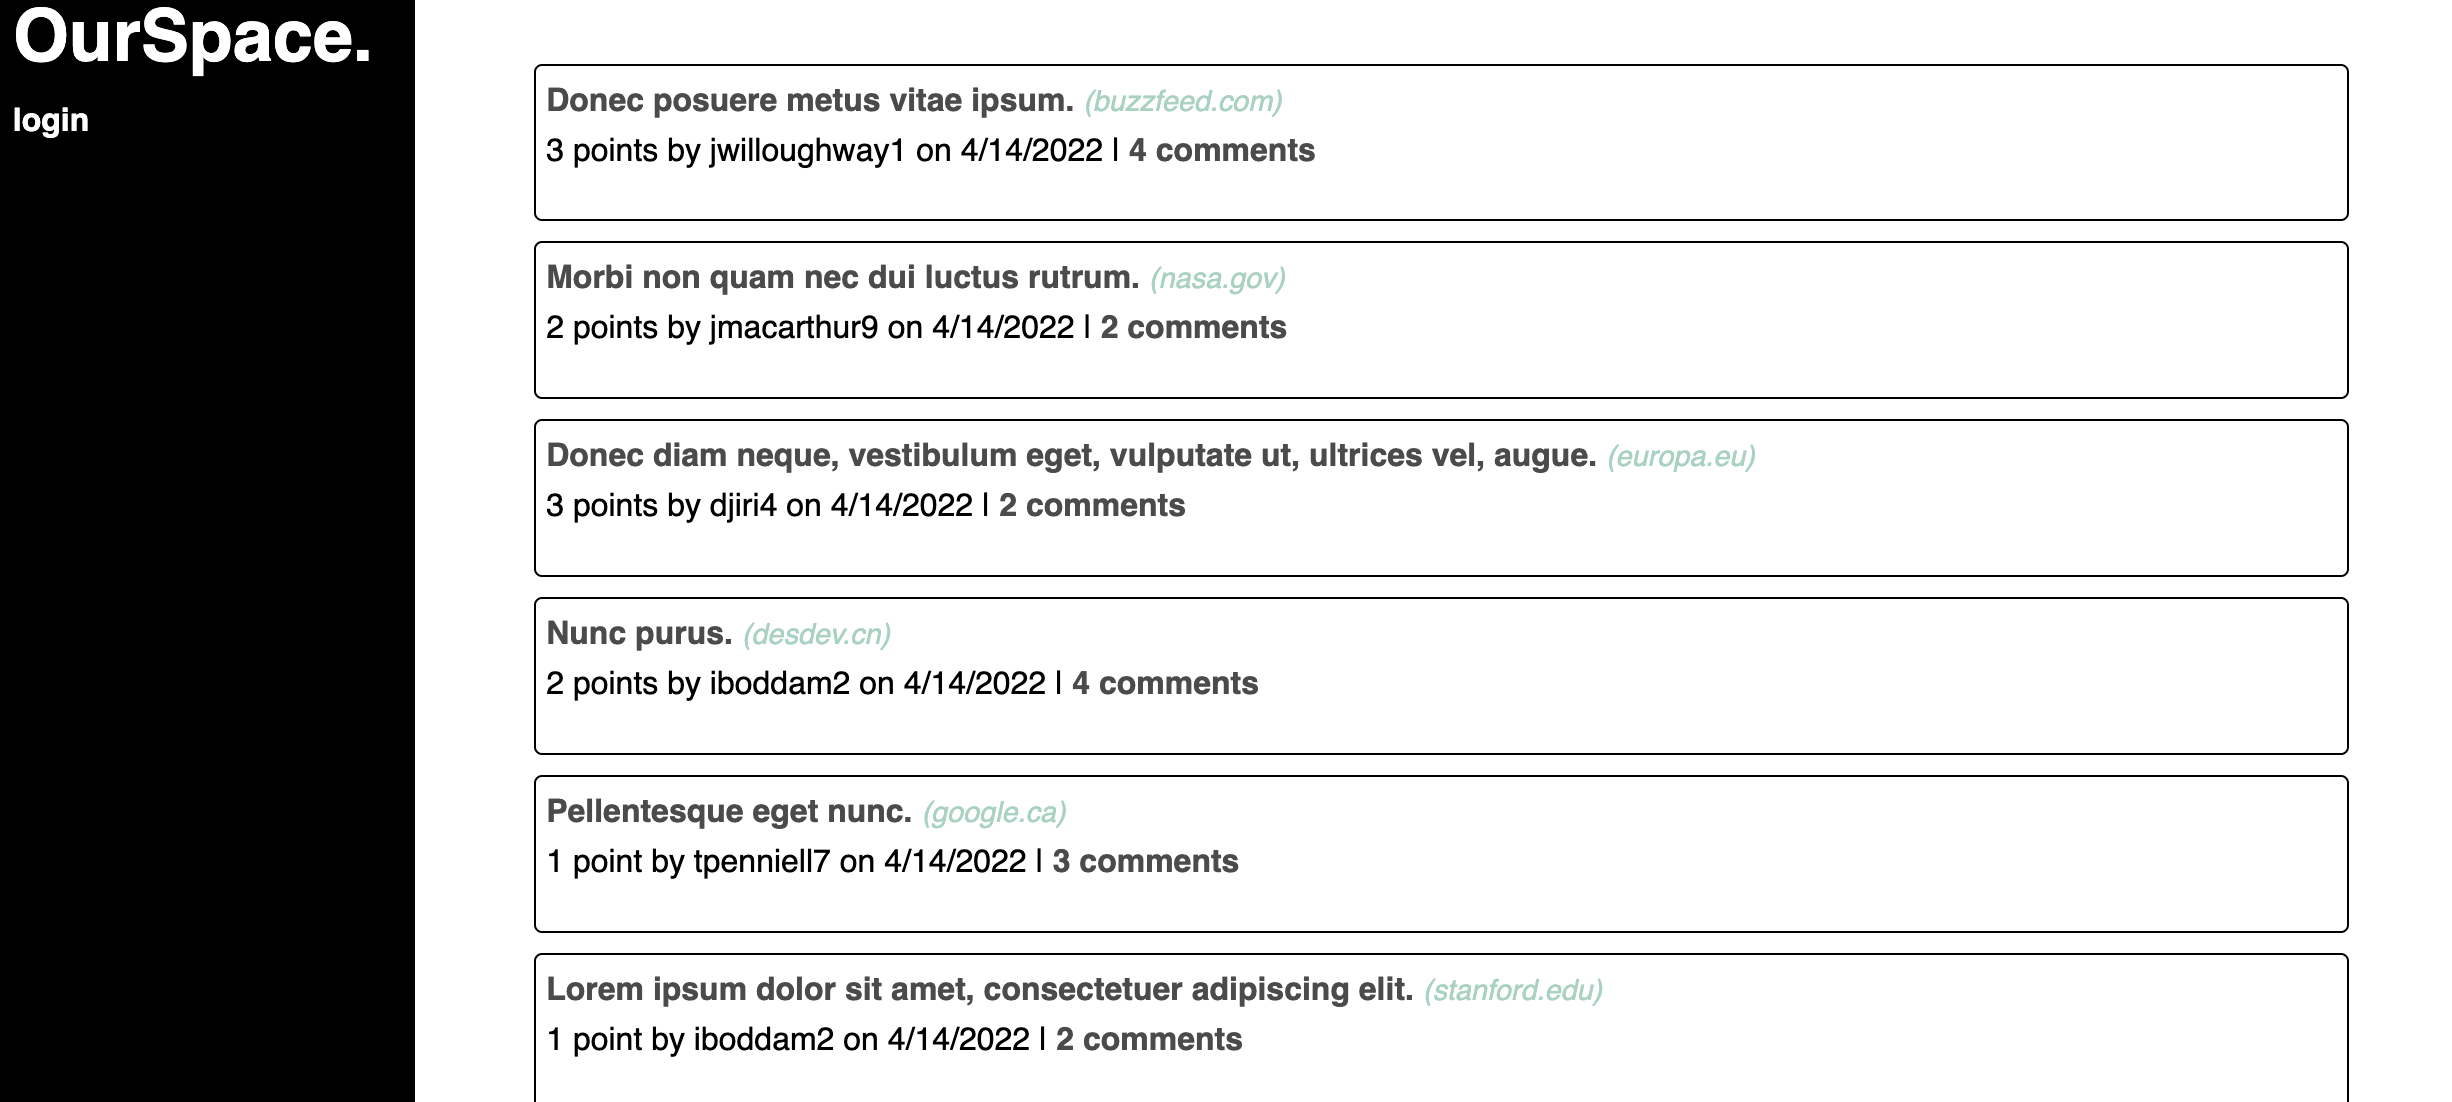 OurSpace.
login
Donec posuere metus vitae ipsum. (buzzfeed.com)
3 points by jwilloughway1 on 4/14/2022 | 4 comments
Morbi non quam nec dui luctus rutrum. (nasa.gov)
2 points by jmacarthur9 on 4/14/2022 | 2 comments
Donec diam neque, vestibulum eget, vulputate ut, ultrices vel, augue. (europa.eu)
3 points by djiri4 on 4/14/2022 | 2 comments
Nunc purus. (desdev.cn)
2 points by iboddam2 on 4/14/2022 | 4 comments
Pellentesque eget nunc. (google.ca)
1 point by tpenniell7 on 4/14/2022 | 3 comments
Lorem ipsum dolor sit amet, consectetuer adipiscing elit. (stanford.edu)
1 point by iboddam2 on 4/14/2022 | 2 comments